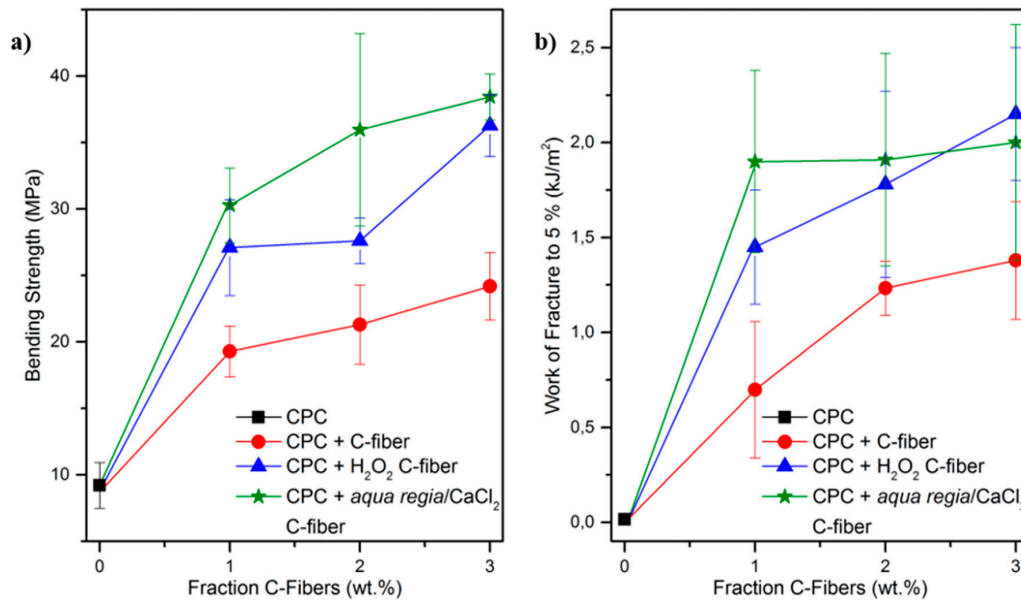 a)
Bending Strength (MPa)
40
30
20
10
0
1
2
3
Fraction C-Fibers (wt.%)
CPC
CPC + C-fiber
CPC + H₂O₂ C-fiber
CPC + aqua regia/CaCl₂
C-fiber
b)
Work of Fracture to 5 % (kJ/m²)
2,5
2,0
1,5
1,0
0,5
0,0
0
1
2
3
Fraction C-Fibers (wt.%)
CPC
CPC + C-fiber
CPC + H₂O₂ C-fiber
CPC + aqua regia/CaCl₂
C-fiber